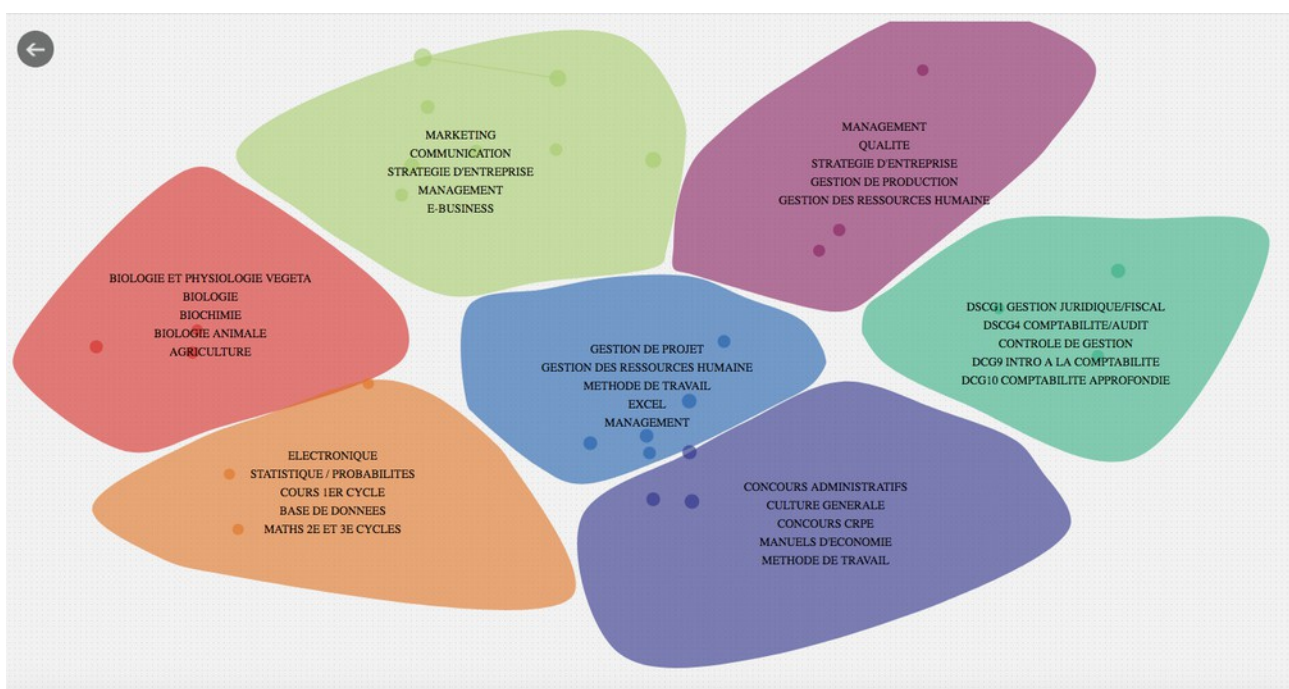 MARKETING
COMMUNICATION
STRATEGIE D'ENTREPRISE
MANAGEMENT
E-BUSINESS
MANAGEMENT
QUALITE
STRATEGIE D'ENTREPRISE
GESTION DE PRODUCTION
GESTION DES RESSOURCES HUMAINE
BIOLOGIE ET PHYSIOLOGIE VEGETA
BIOLOGIE
BIOCHIMIE
BIOLOGIE ANIMALE
AGRICULTURE
GESTION DE PROJET
GESTION DES RESSOURCES HUMAINE
METHODE DE TRAVAIL
EXCEL
MANAGEMENT
DSCG1 GESTION JURIDIQUE/FISCAL
DSCG4 COMPTABILITE/AUDIT
CONTROLE DE GESTION
DCG9 INTRO A LA COMPTABILITE
DCG10 COMPTABILITE APPROFONDIE
ELECTRONIQUE
STATISTIQUE / PROBABILITES
COURS 1ER CYCLE
BASE DE DONNEES
MATHS 2E ET 3E CYCLES
CONCOURS ADMINISTRATIFS
CULTURE GENERALE
CONCOURS CRPE
MANUELS D'ECONOMIE
METHODE DE TRAVAIL